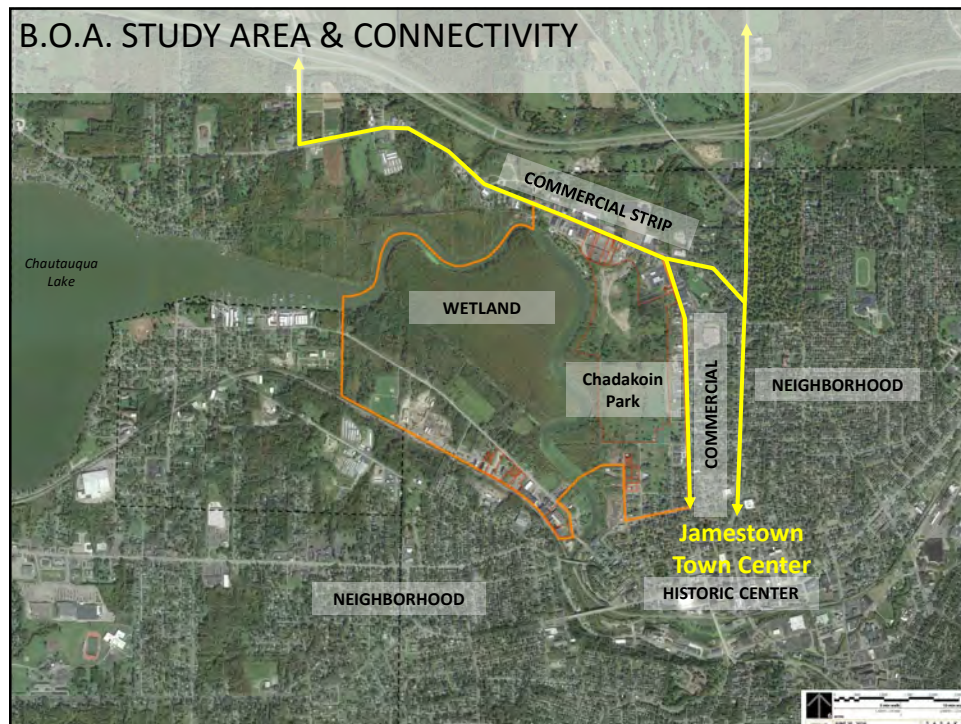 B.O.A. STUDY AREA & CONNECTIVITY
COMMERCIAL STRIP
Chautauqua
Lake
WETLAND
Chadakoin
Park
COMMERCIAL
NEIGHBORHOOD
Jamestown
Town Center
HISTORIC CENTER
NEIGHBORHOOD